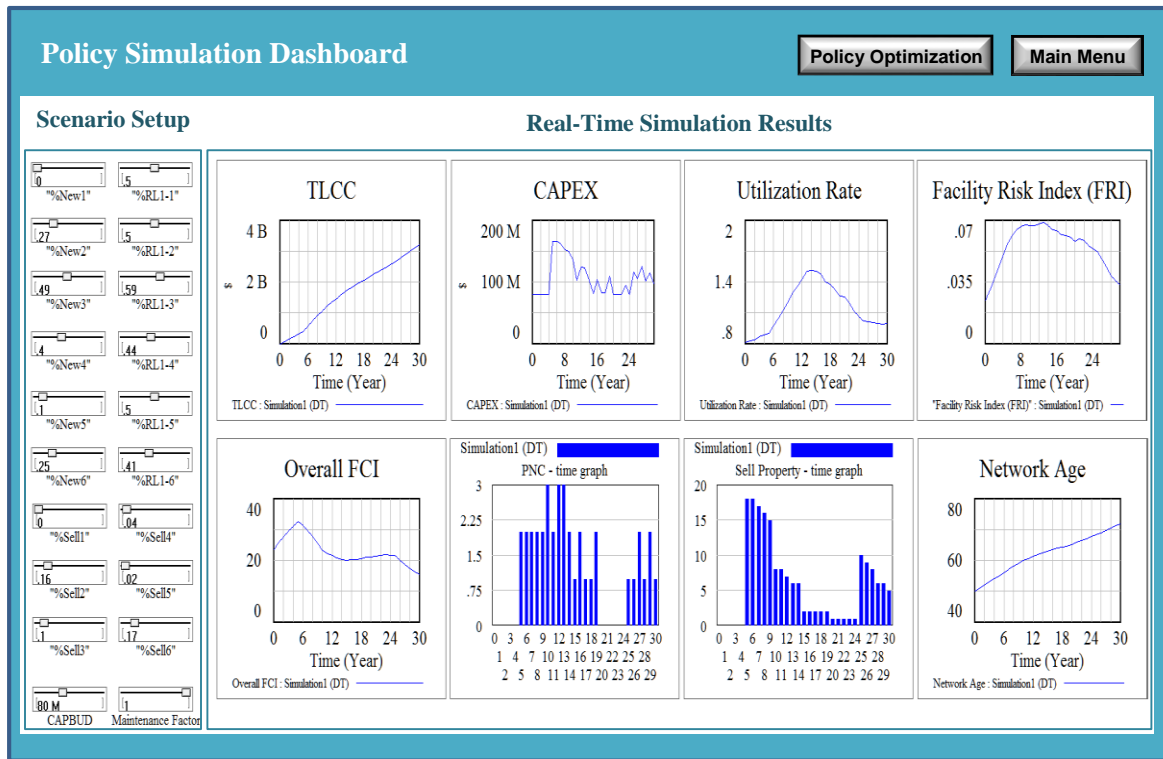 Policy Simulation Dashboard
Policy Optimization
Main Menu
Scenario Setup
Real-Time Simulation Results
0
"%New1"
.5
"%RL1-1"
.27
"%New2"
.5
"%RL1-2"
.49
"%New3"
.59
"%RL1-3"
.4
"%New4"
.44
"%RL1-4"
.1
"%New5"
.5
"%RL1-5"
.25
"%New6"
.41
"%RL1-6"
0
"%Sell1"
.04
"%Sell4"
.16
"%Sell2"
.02
"%Sell5"
.1
"%Sell3"
.17
"%Sell6"
80 M
CAPBUD
1
Maintenance Factor
TLCC
4 B
2 B
0
$
0 6 12 18 24 30
Time (Year)
TLCC : Simulation1 (DT)
CAPEX
200 M
100 M
0
$
0 8 16 24
Time (Year)
CAPEX : Simulation1 (DT)
Utilization Rate
2
1.4
.8
0 6 12 18 24 30
Time (Year)
Utilization Rate : Simulation1 (DT)
Facility Risk Index (FRI)
.07
.035
0
0 8 16 24
Time (Year)
"Facility Risk Index (FRI)" : Simulation1 (DT)
Overall FCI
40
20
0
0 6 12 18 24 30
Time (Year)
Overall FCI : Simulation1 (DT)
Simulation1 (DT)
PNC - time graph
3
2.25
1.5
.75
0
0 3 6 9 12 15 18 21 24 27 30
1 4 7 10 13 16 19 22 25 28
2 5 8 11 14 17 20 23 26 29
Simulation1 (DT)
Sell Property - time graph
20
15
10
5
0
0 3 6 9 12 15 18 21 24 27 30
1 4 7 10 13 16 19 22 25 28
2 5 8 11 14 17 20 23 26 29
Network Age
80
60
40
0 6 12 18 24 30
Time (Year)
Network Age : Simulation1 (DT)